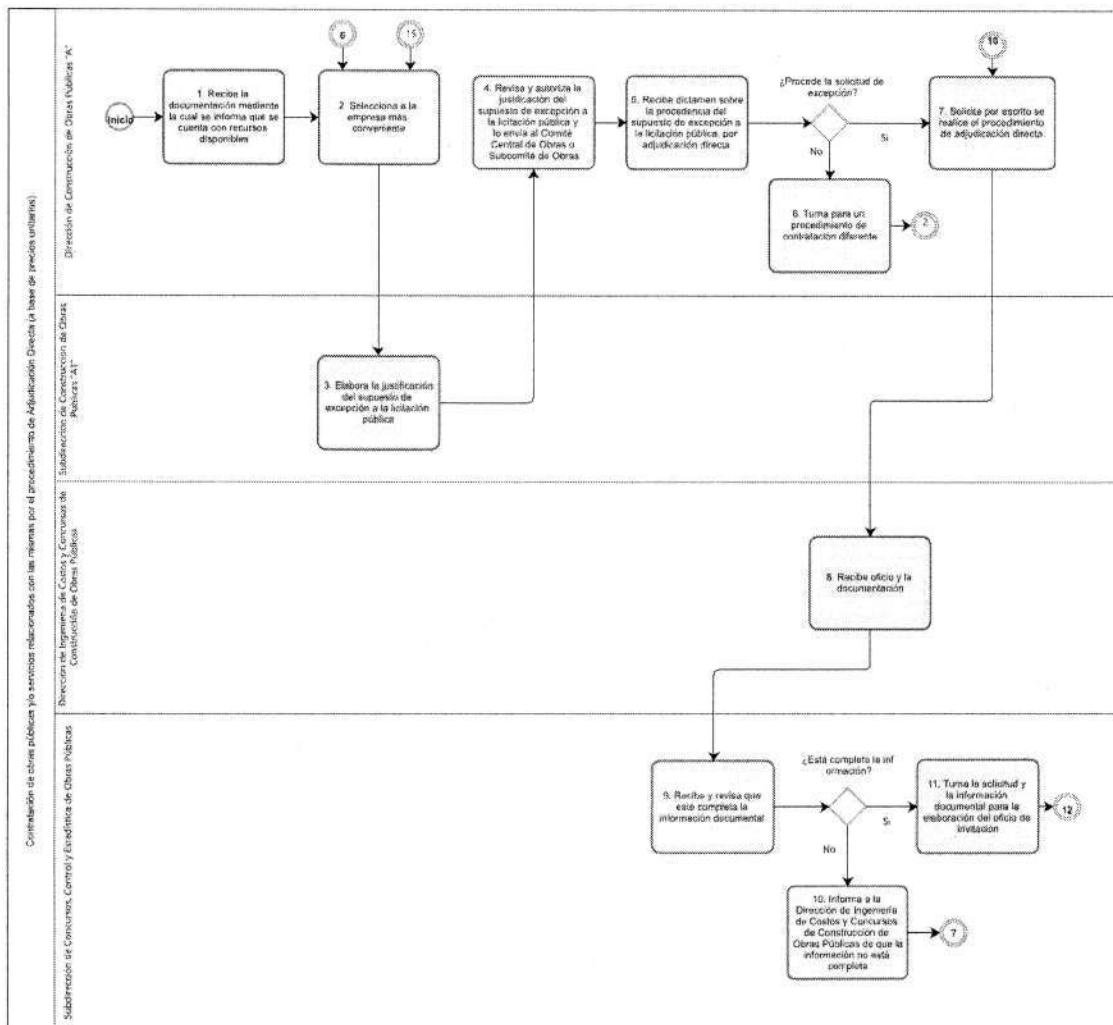 Contratación de obras públicas y/o servicios relacionados con las mismas por el procedimiento de Adjudicación Directa (a base de precios unitarios)
Dirección de Construcción de Obras Públicas "A"
Inicio
1. Recibe la
documentación mediante
la cual se informa que se
cuenta con recursos
disponibles
6
15
2. Selecciona a la
empresa más
conveniente
4. Revisa y autoriza la
justificación del
supuesto de excepción a
la licitación pública y
lo envía al Comité
Central de Obras o
Subcomité de Obras
5. Recibe dictamen sobre
la procedencia del
supuesto de excepción a
la licitación pública, por
adjudicación directa
¿Procede la solicitud de
excepción?
Si
No
6. Turna para un
procedimiento de
contratación diferente
2
10
7. Solicita por escrito se
realice el procedimiento
de adjudicación directa
Subdirección de Construcción de Obras
Públicas "A1"
3. Elabora la justificación
del supuesto de
excepción a la licitación
pública
Dirección de Ingeniería de Costos y Concursos de
Construcción de Obras Públicas
8. Recibe oficio y la
documentación
Subdirección de Concursos, Control y Estadística de Obras Públicas
9. Recibe y revisa que
esté completa la
información documental
¿Está completa la inf
ormación?
Si
No
11. Turna la solicitud y
la información
documental para la
elaboración del oficio de
invitación
12
10. Informa a la
Dirección de Ingeniería
de Costos y Concursos
de Construcción de
Obras Públicas de que la
información no está
completa
7